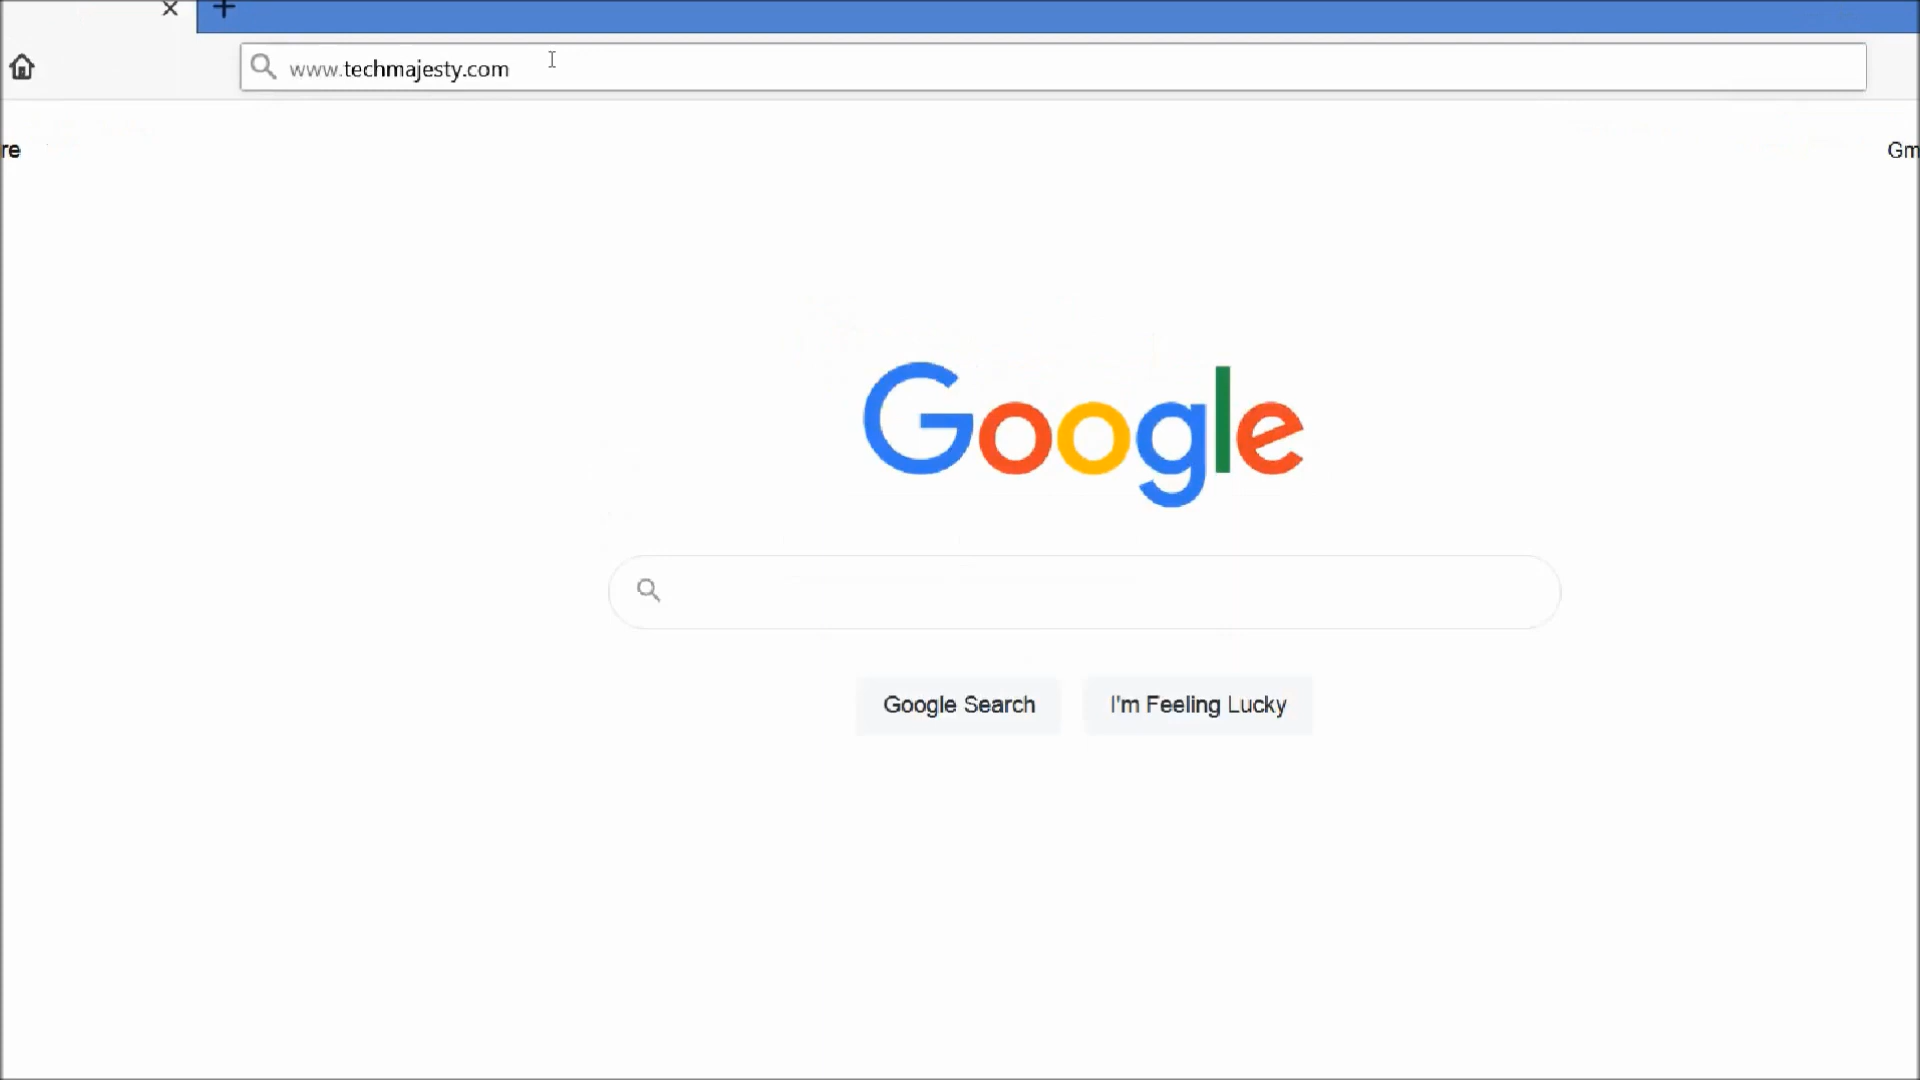 www.techmajesty.com
re
Gm
Google
Google Search
I'm Feeling Lucky